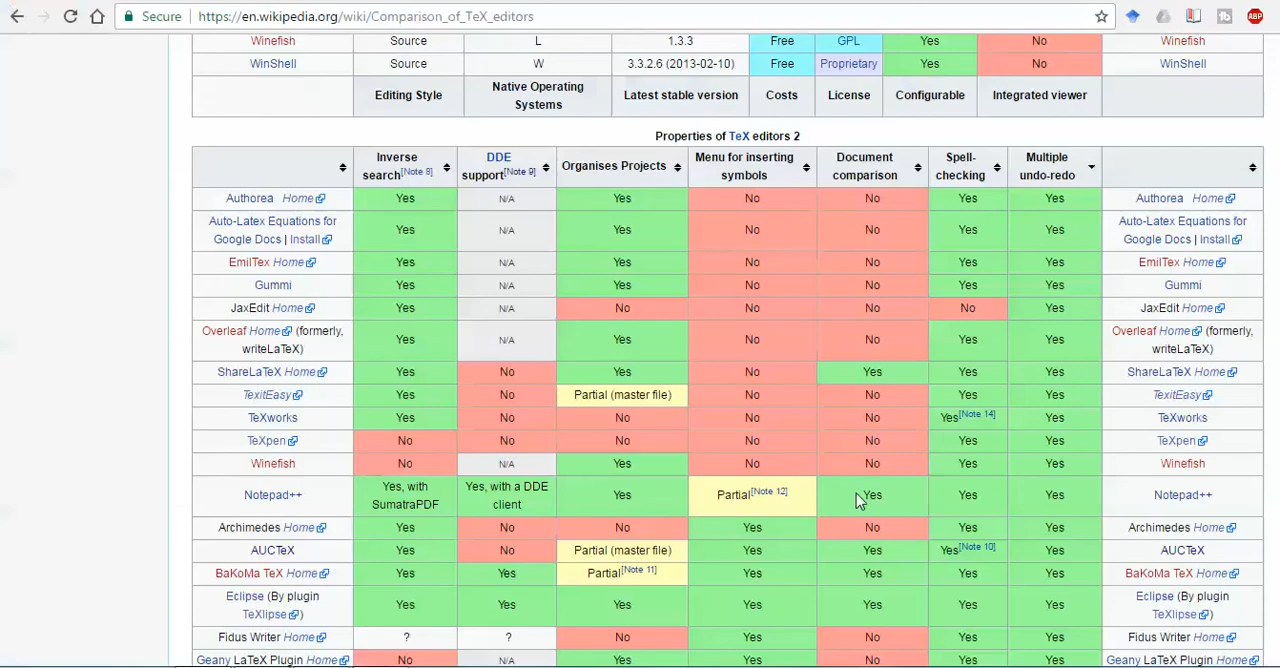 Secure
https://en.wikipedia.org/wiki/Comparison_of_TeX_editors
ABP
Winefish Source L 1.3.3 Free GPL Yes No Winefish
WinShell Source W 3.3.2.6 (2013-02-10) Free Proprietary Yes No WinShell
Editing Style Native Operating Systems Latest stable version Costs License Configurable Integrated viewer
Properties of TeX editors 2
Inverse search[Note 8] DDE support[Note 9] Organises Projects Menu for inserting symbols Document comparison Spell-checking Multiple undo-redo
Authorea Home Yes N/A Yes No No Yes Yes Authorea Home
Auto-Latex Equations for Google Docs | Install Yes N/A Yes No No Yes Yes Auto-Latex Equations for Google Docs | Install
EmilTex Home Yes N/A Yes No No Yes Yes EmilTex Home
Gummi Yes N/A Yes No No Yes Yes Gummi
JaxEdit Home Yes N/A No No No No Yes JaxEdit Home
Overleaf Home (formerly, writeLaTeX) Yes N/A Yes No No Yes Yes Overleaf Home (formerly, writeLaTeX)
ShareLaTeX Home Yes No Yes No Yes Yes Yes ShareLaTeX Home
TexitEasy Yes No Partial (master file) No No Yes Yes TexitEasy
TeXworks Yes No No No No Yes[Note 14] Yes TeXworks
TeXpen No No No No No Yes Yes TeXpen
Winefish No N/A Yes No No Yes Yes Winefish
Notepad++ Yes, with SumatraPDF Yes, with a DDE client Yes Partial[Note 12] Yes Yes Yes Notepad++
Archimedes Home Yes No No Yes No Yes Yes Archimedes Home
AUCTeX Yes No Partial (master file) Yes Yes Yes[Note 10] Yes AUCTeX
BaKoMa TeX Home Yes Yes Partial[Note 11] Yes Yes Yes Yes BaKoMa TeX Home
Eclipse (By plugin TeXlipse) Yes Yes Yes Yes Yes Yes Yes Eclipse (By plugin TeXlipse)
Fidus Writer Home ? ? No Yes No Yes Yes Fidus Writer Home
Geany LaTeX Plugin Home No N/A Yes Yes No Yes Yes Geany LaTeX Plugin Home